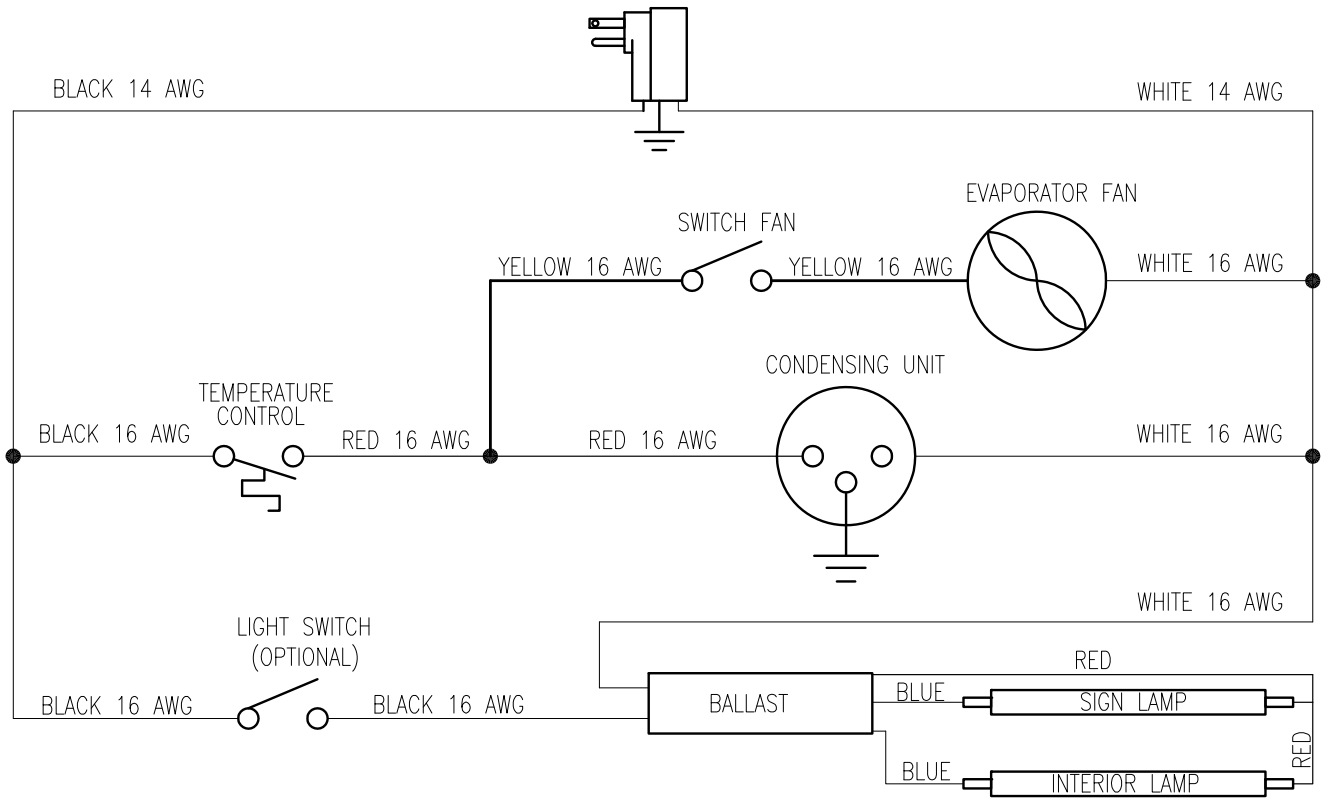 BLACK 14 AWG
WHITE 14 AWG
EVAPORATOR FAN
SWITCH FAN
YELLOW 16 AWG
YELLOW 16 AWG
WHITE 16 AWG
CONDENSING UNIT
TEMPERATURE
CONTROL
BLACK 16 AWG
RED 16 AWG
RED 16 AWG
WHITE 16 AWG
WHITE 16 AWG
LIGHT SWITCH
(OPTIONAL)
BLACK 16 AWG
BLACK 16 AWG
BALLAST
RED
BLUE
SIGN LAMP
RED
BLUE
INTERIOR LAMP